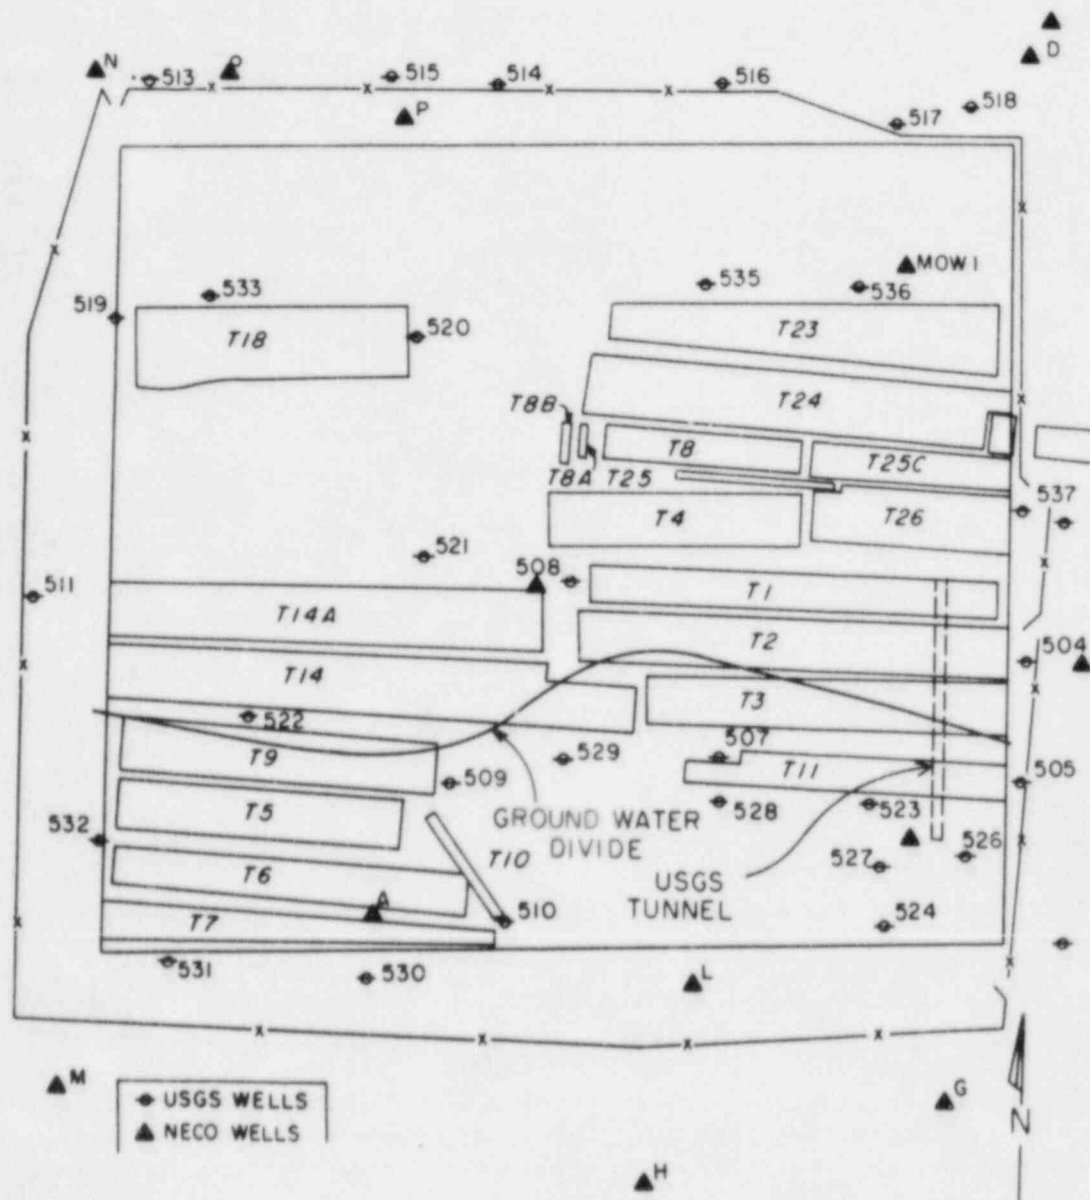 N
513
Q
515
514
516
D
518
517
P
MOW I
533
535
536
519
520
T18
T23
T8B
T24
T8
T25C
T8A
T25
537
T4
T26
521
508
511
T1
T14A
T2
504
T14
T3
522
507
T9
529
T11
505
509
528
523
532
T5
GROUND WATER
DIVIDE
526
T10
527
T6
USGS
TUNNEL
A
510
524
T7
531
530
L
M
USGS WELLS
NECO WELLS
G
N
H